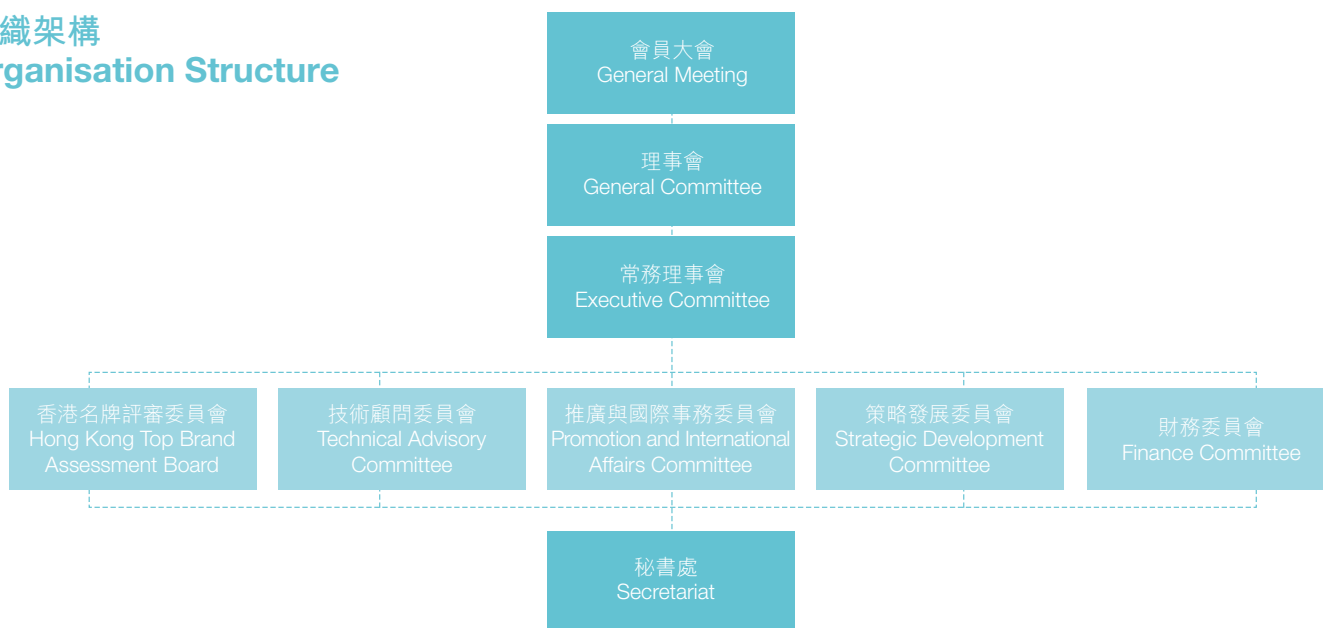 織架構
rganisation Structure
會員大會
General Meeting
理事會
General Committee
常務理事會
Executive Committee
香港名牌評審委員會
Hong Kong Top Brand
Assessment Board
技術顧問委員會
Technical Advisory
Committee
推廣與國際事務委員會
Promotion and International
Affairs Committee
策略發展委員會
Strategic Development
Committee
財務委員會
Finance Committee
秘書處
Secretariat